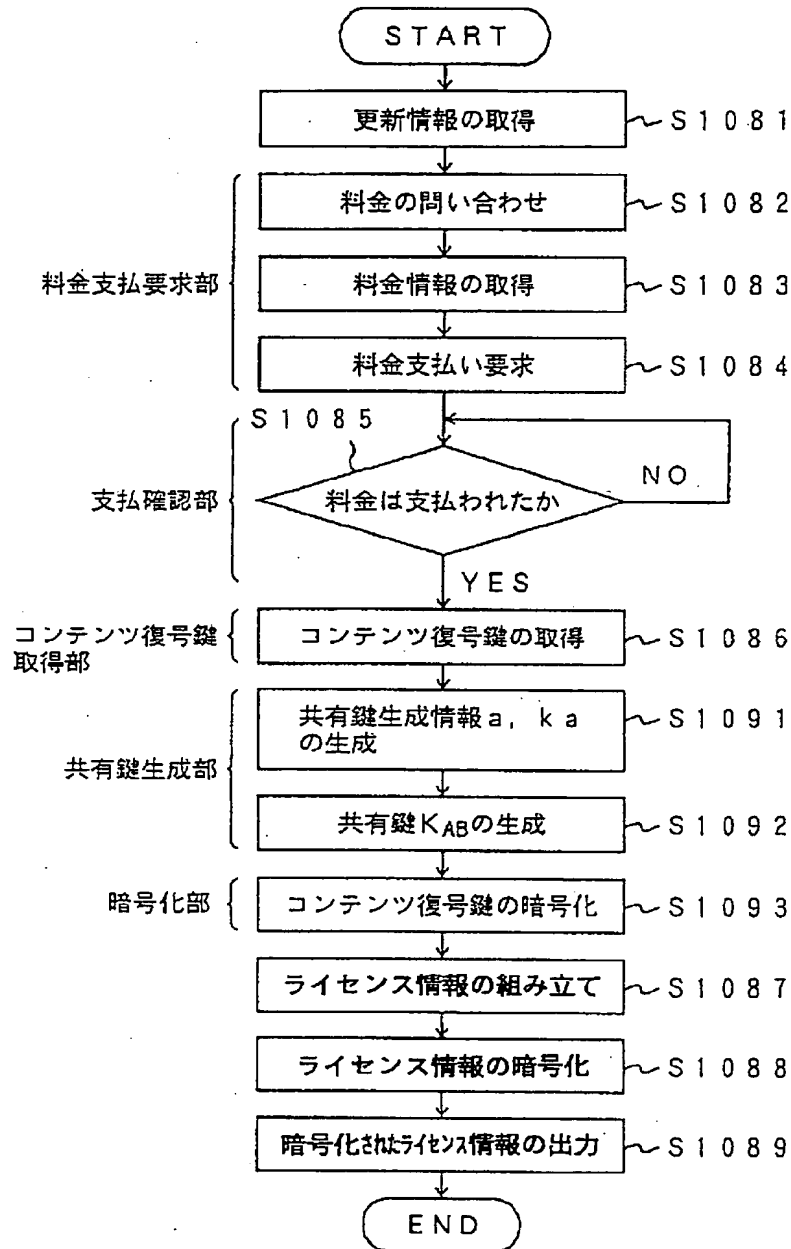 START
更新情報の取得
S1081
料金支払要求部
料金の問い合わせ
S1082
料金情報の取得
S1083
料金支払い要求
S1084
S1085
支払確認部
料金は支払われたか
NO
YES
コンテンツ復号鍵
取得部
コンテンツ復号鍵の取得
S1086
共有鍵生成部
共有鍵生成情報a, ka
の生成
S1091
共有鍵KABの生成
S1092
暗号化部
コンテンツ復号鍵の暗号化
S1093
ライセンス情報の組み立て
S1087
ライセンス情報の暗号化
S1088
暗号化されたライセンス情報の出力
S1089
END